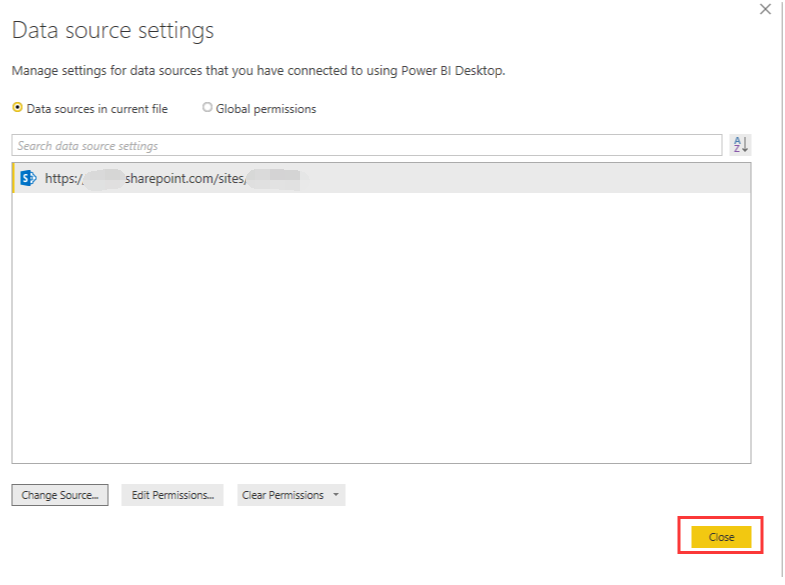 Data source settings
Manage settings for data sources that you have connected to using Power BI Desktop.
Data sources in current file Global permissions
Search data source settings
https:/ sharepoint.com/sites/
Change Source... Edit Permissions... Clear Permissions
Close